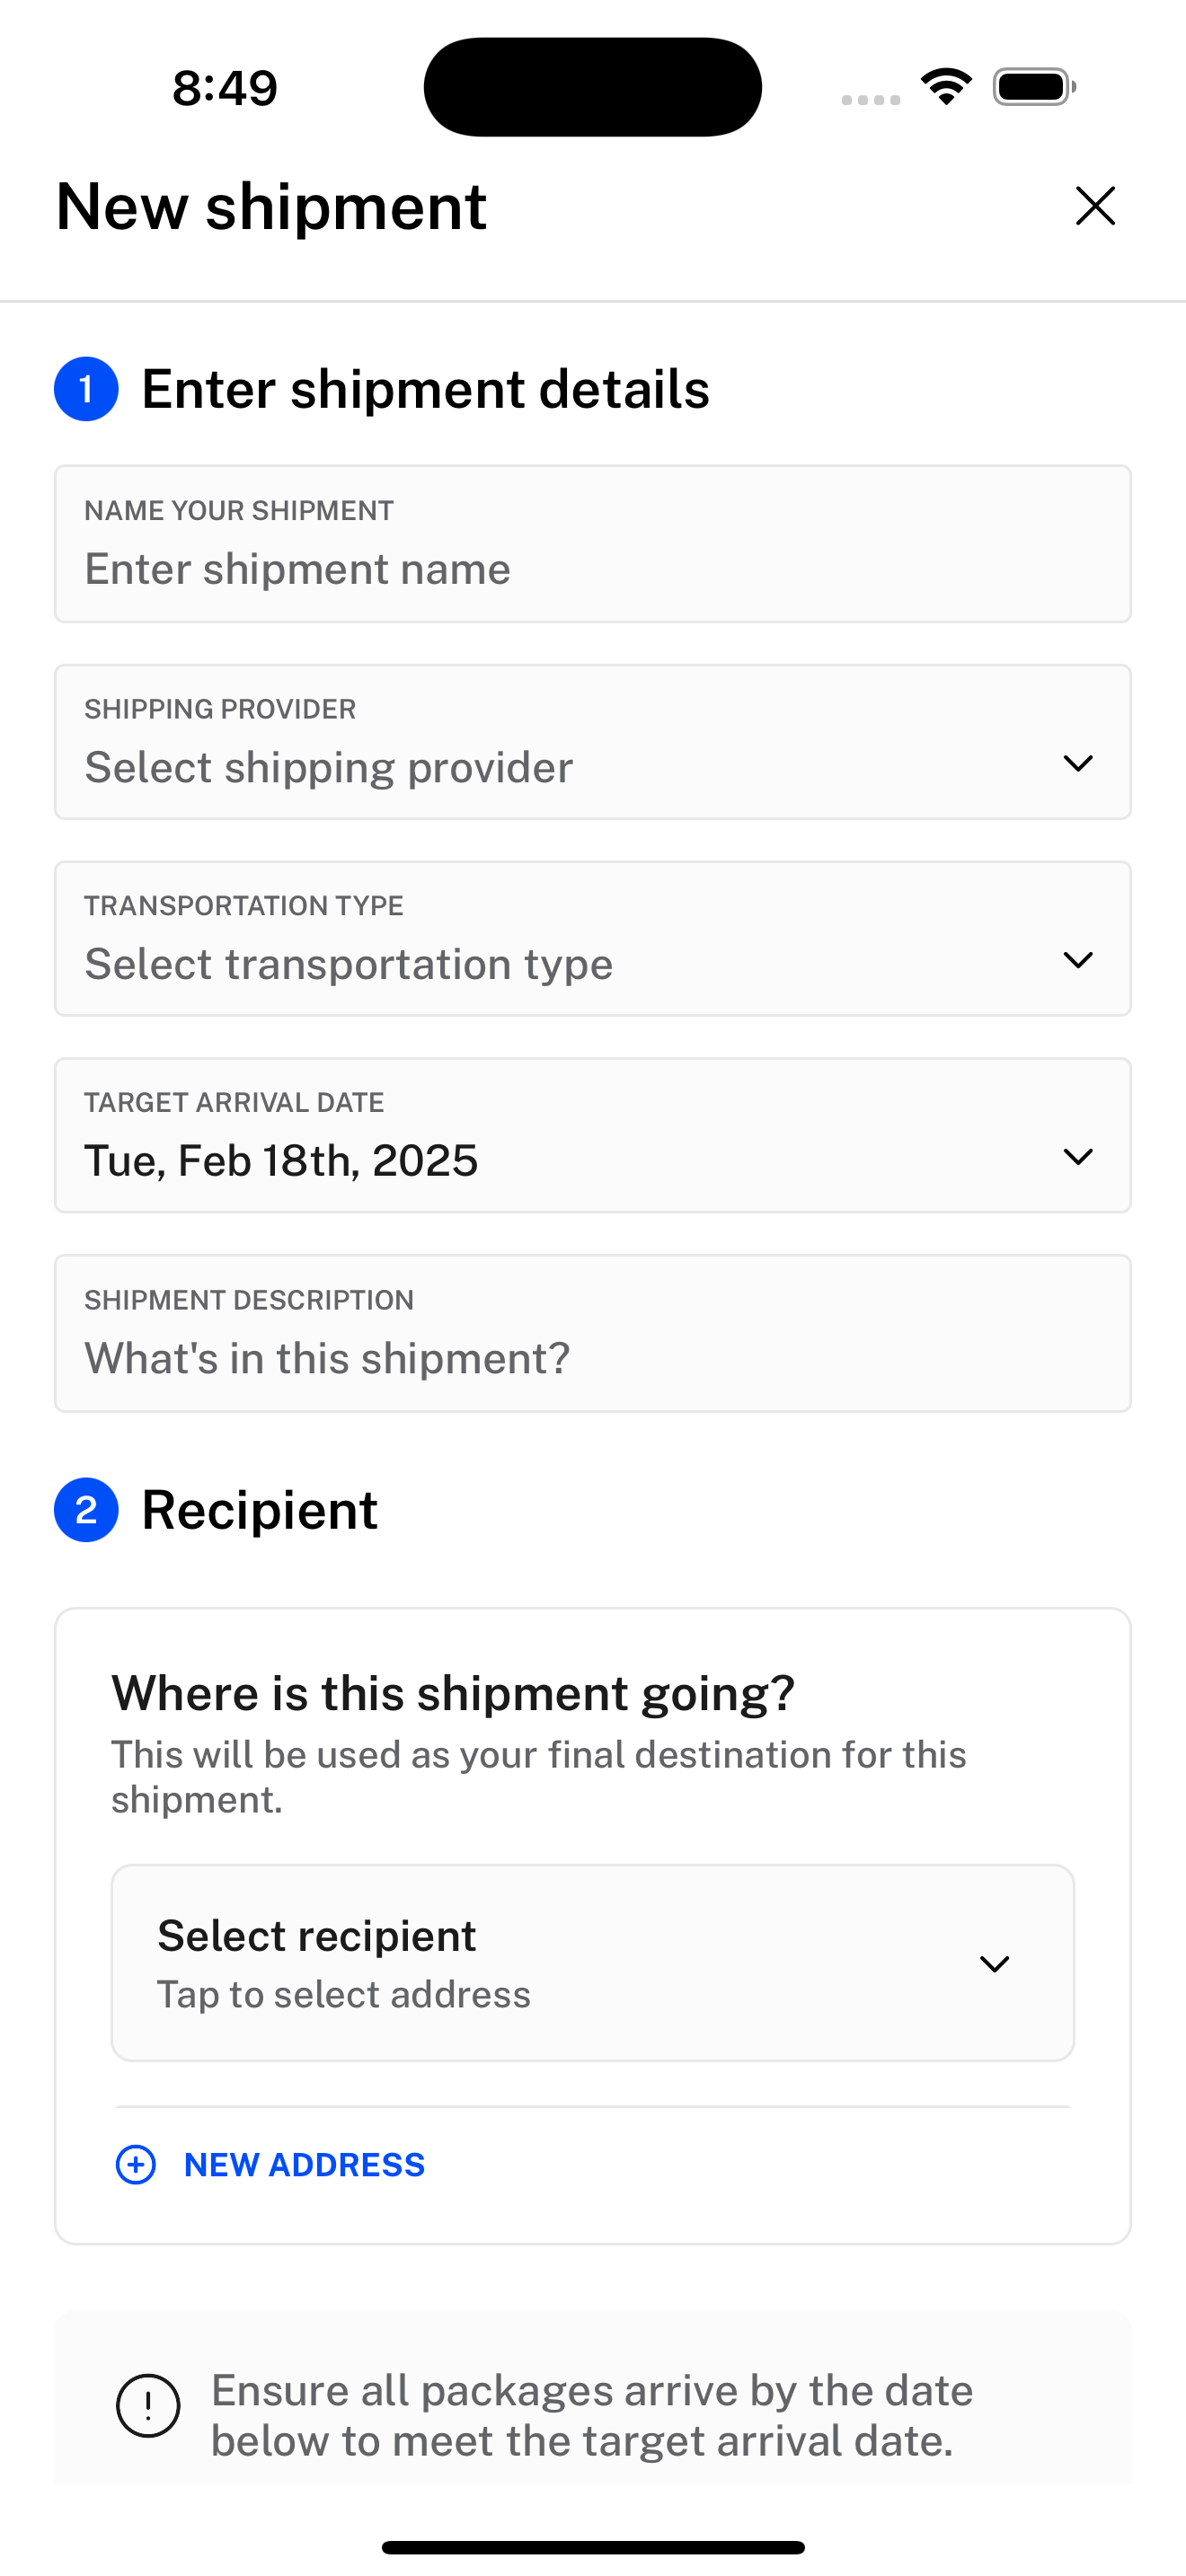 8:49
New shipment
1 Enter shipment details
NAME YOUR SHIPMENT
Enter shipment name
SHIPPING PROVIDER
Select shipping provider
TRANSPORTATION TYPE
Select transportation type
TARGET ARRIVAL DATE
Tue, Feb 18th, 2025
SHIPMENT DESCRIPTION
What's in this shipment?
2 Recipient
Where is this shipment going?
This will be used as your final destination for this
shipment.
Select recipient
Tap to select address
NEW ADDRESS
Ensure all packages arrive by the date
below to meet the target arrival date.